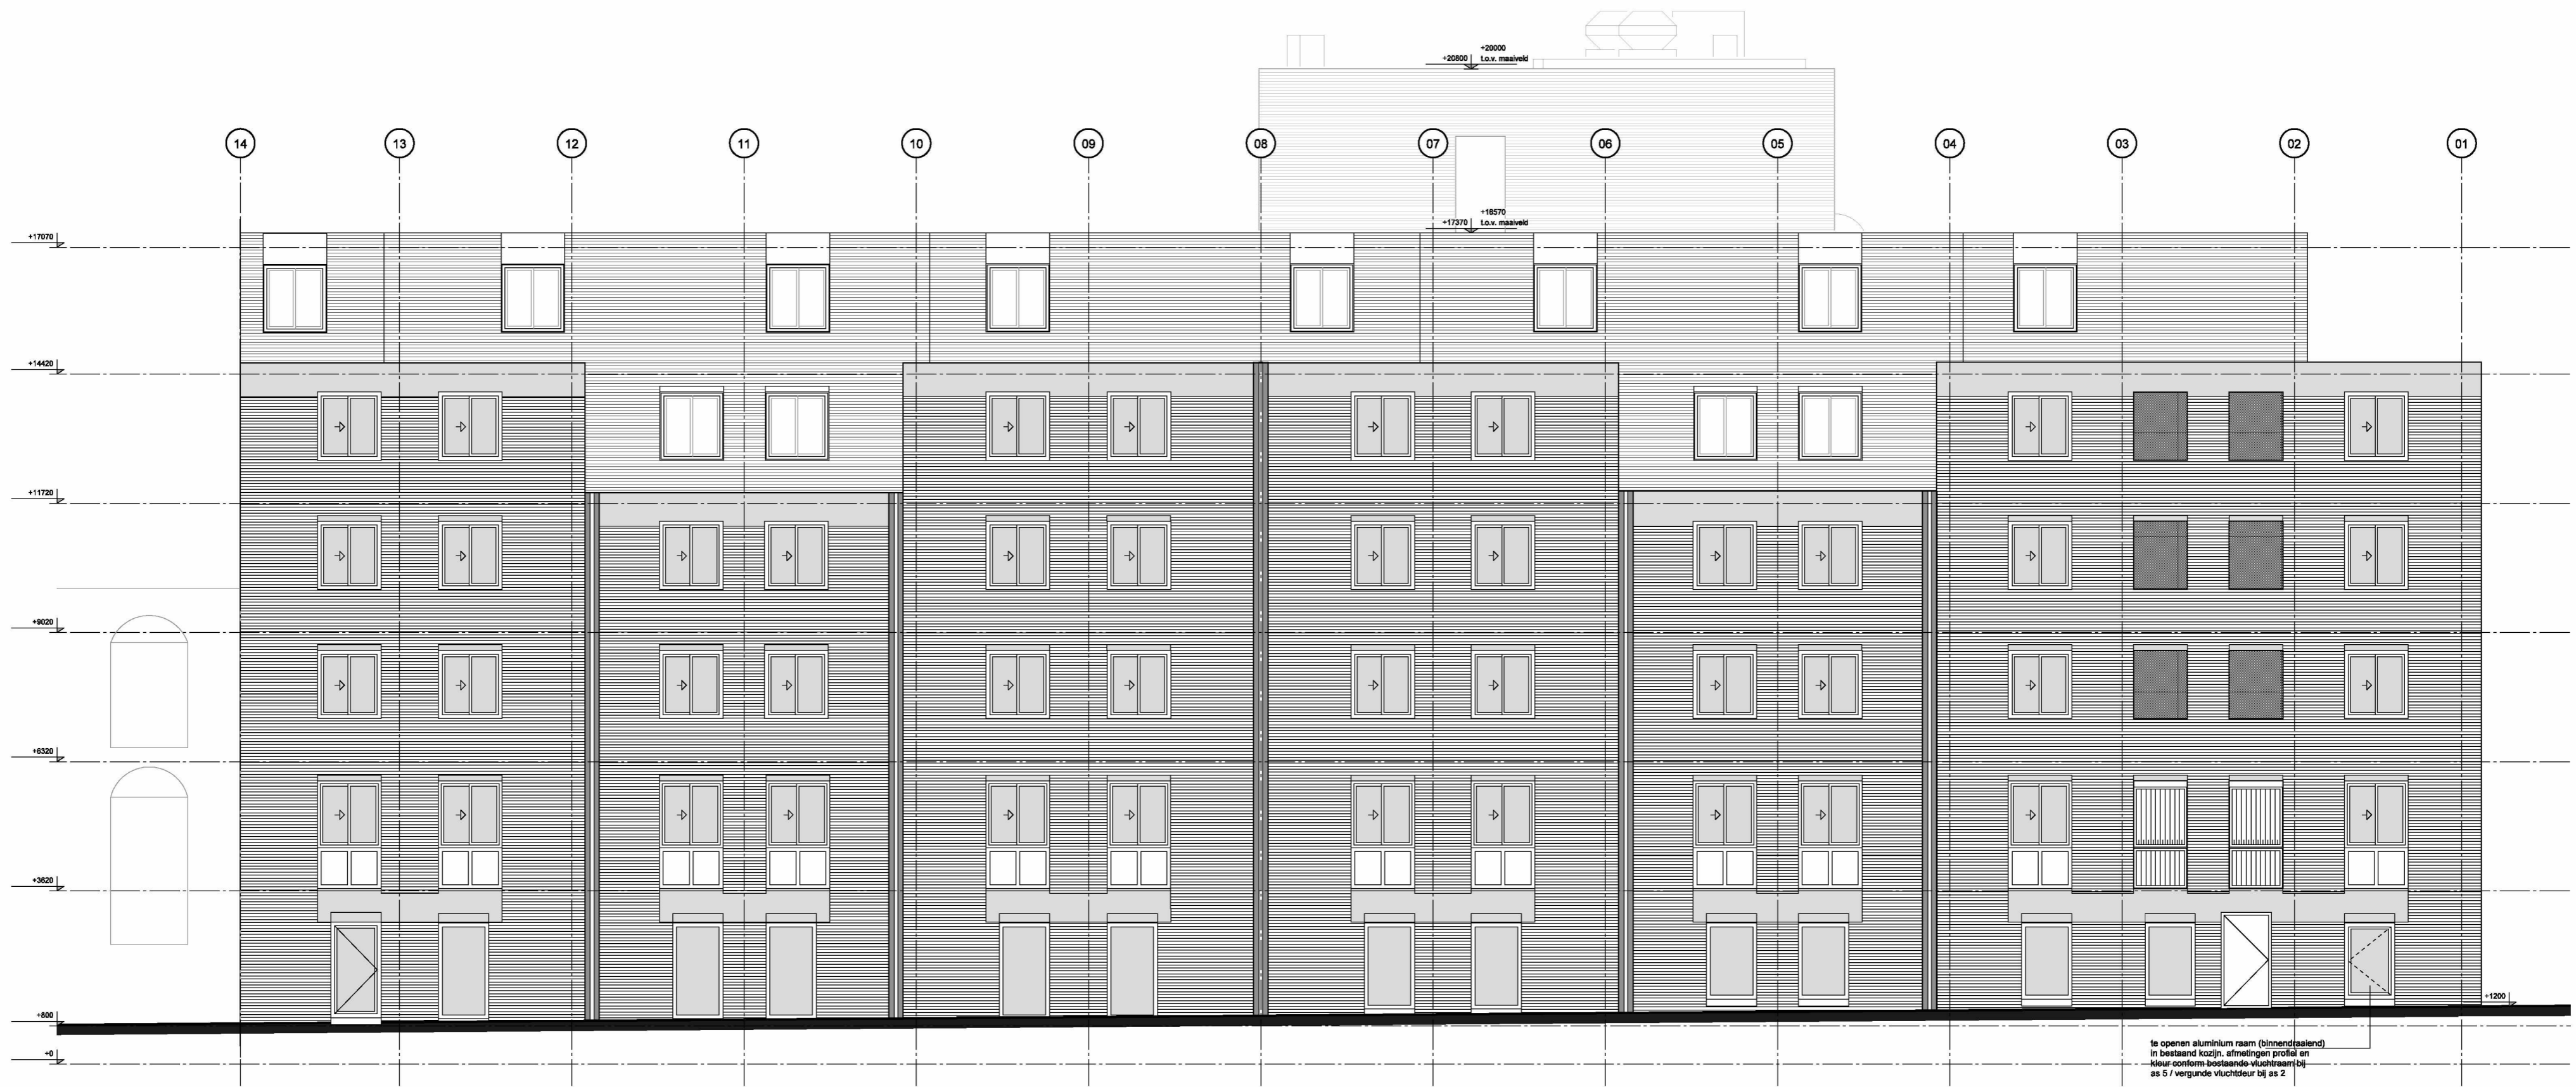 +20000
+20800 t.o.v. maaiveld
14 13 12 11 10 09 08 07 06 05 04 03 02 01
+16570
+17370 t.o.v. maaiveld
+17070
+14420
+11720
+9020
+6320
+3620
+1200
+800
+0
te openen aluminium raam (binnendraaiend)
in bestaand kozijn. afmetingen profiel en
kleur conform bestaande vluchtraam bij
as 5 / vergunde vluchtdeur bij as 2